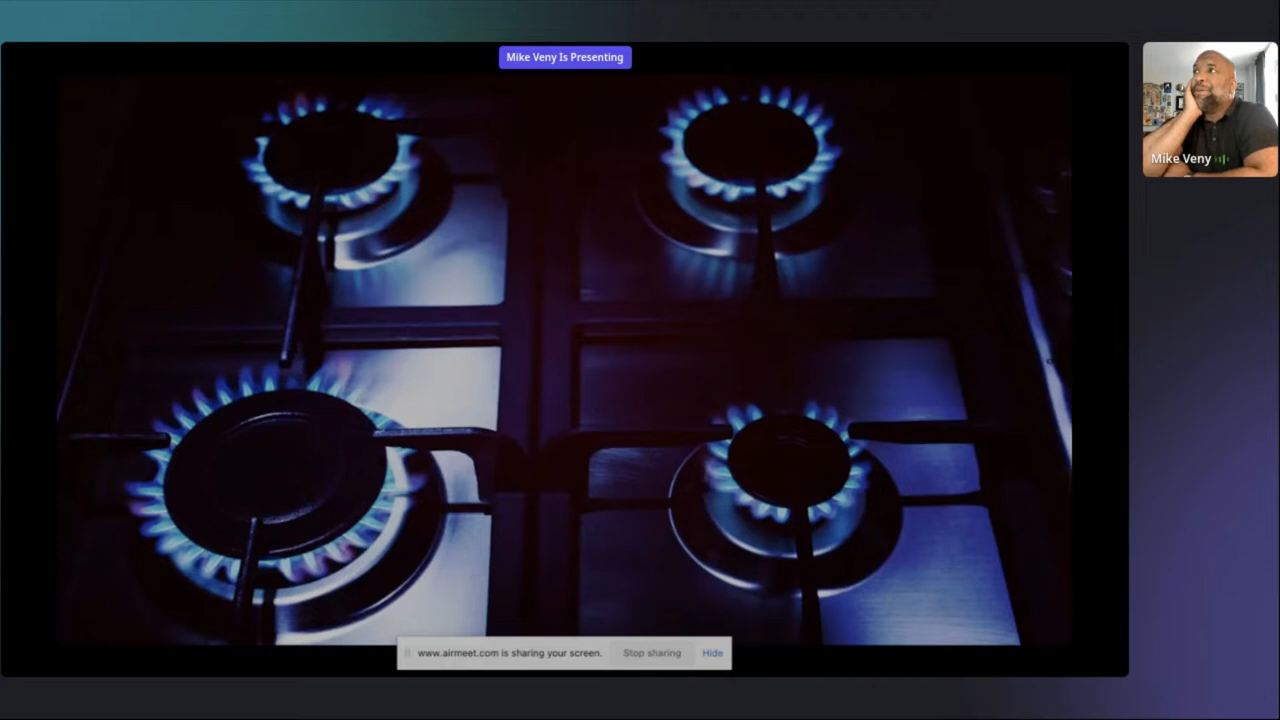 Mike Veny Is Presenting
Mike Veny
www.airmeet.com is sharing your screen. Stop sharing Hide